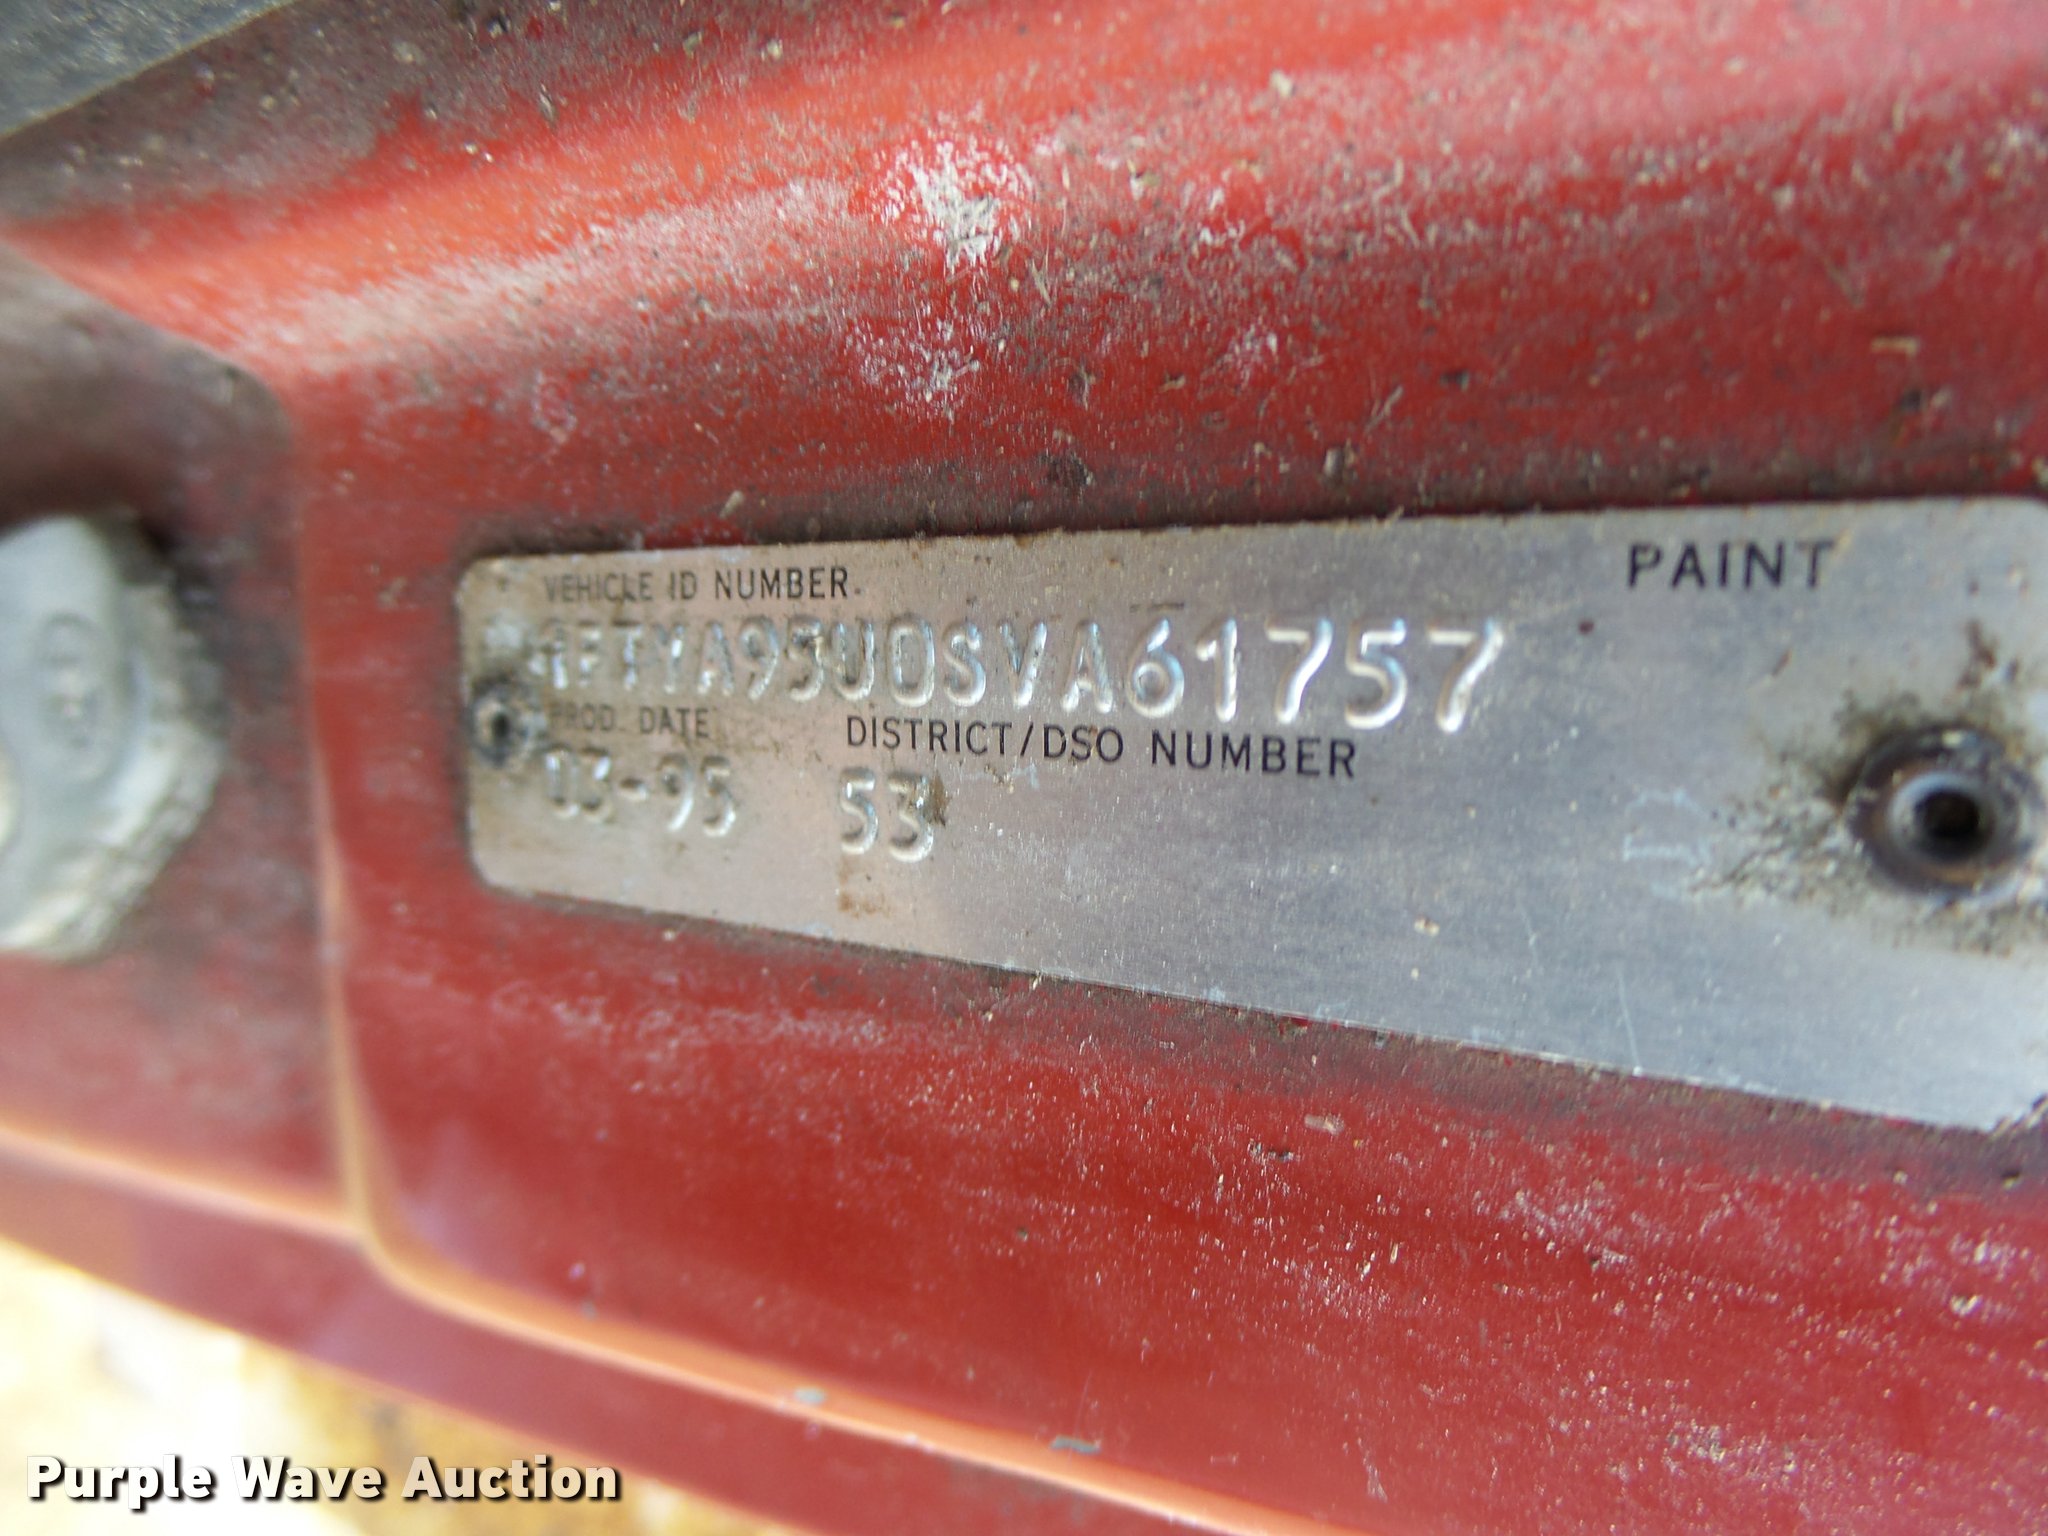 VEHICLE ID NUMBER.
PAINT
1FTYA95U0SVA61757
PROD. DATE
DISTRICT/DSO NUMBER
03-95 53
Purple Wave Auction